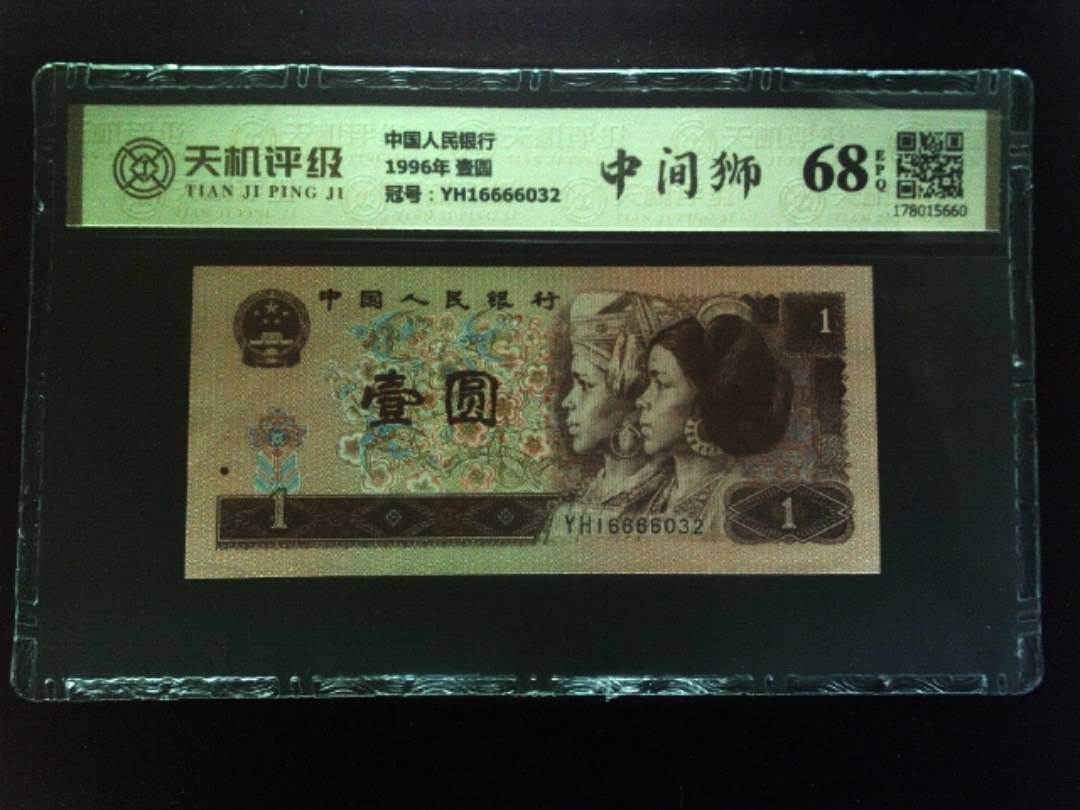 天机评级
TIAN JI PING JI
中国人民银行
1996年 壹圆
冠号：YH16666032
中间狮
68
EPQ
178015660
中国人民银行
1
壹圆
1
YH16666032
1